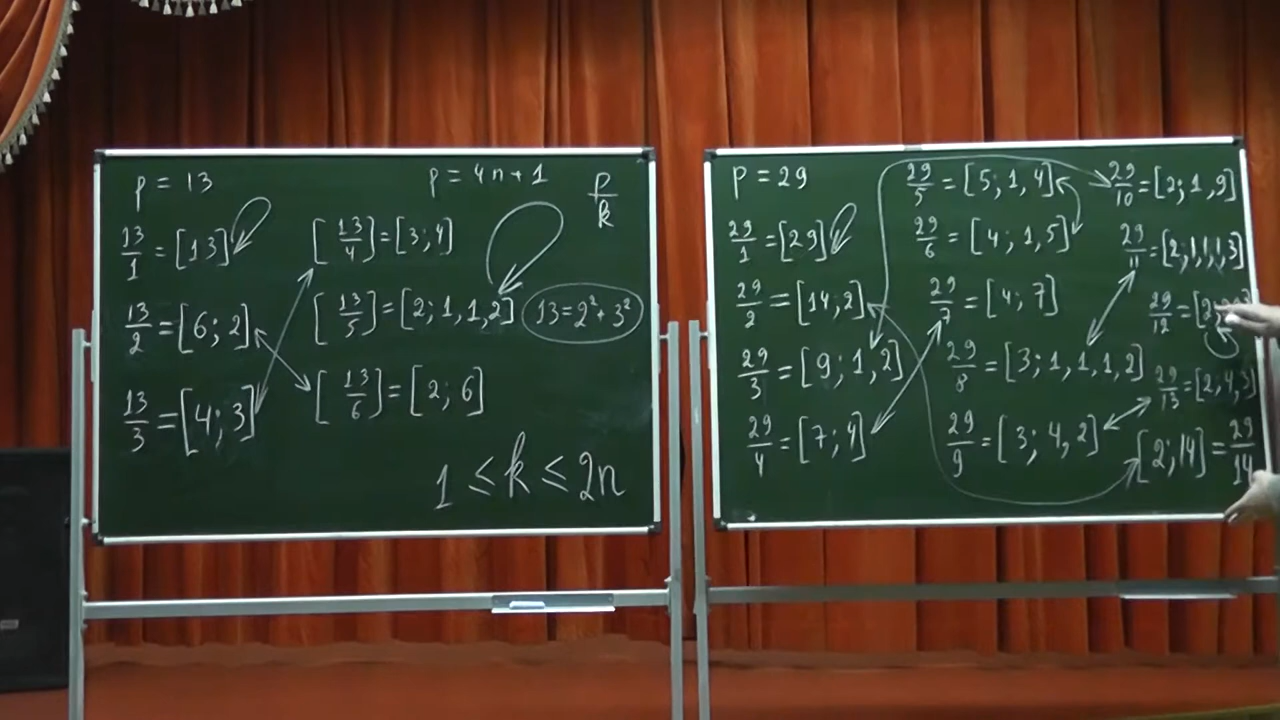 p = 13
p = 4n+1
p/k
13/1 = [13]
13/2 = [6; 2]
13/3 = [4; 3]
[13/4] = [3; 4]
[13/5] = [2; 1, 1, 2]
13 = 2² + 3²
[13/6] = [2; 6]
1 ≤ k ≤ 2n
p = 29
29/1 = [29]
29/2 = [14; 2]
29/3 = [9; 1, 2]
29/4 = [7; 4]
29/5 = [5; 1, 4]
29/6 = [4; 1, 5]
29/7 = [4; 7]
29/8 = [3; 1, 1, 1, 2]
29/9 = [3; 4, 2]
29/10 = [2; 1, 9]
29/11 = [2; 1, 1, 1, 3]
29/12 = [2;
29/13 = [2, 4, 3]
[2; 14] = 29/14